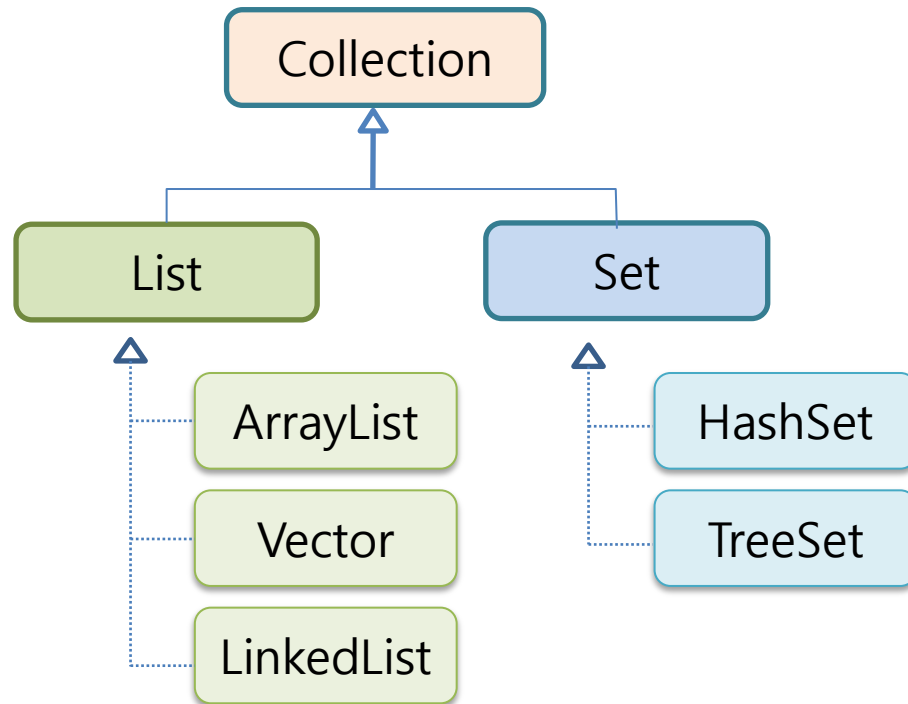 Collection
List
Set
ArrayList
HashSet
Vector
TreeSet
LinkedList